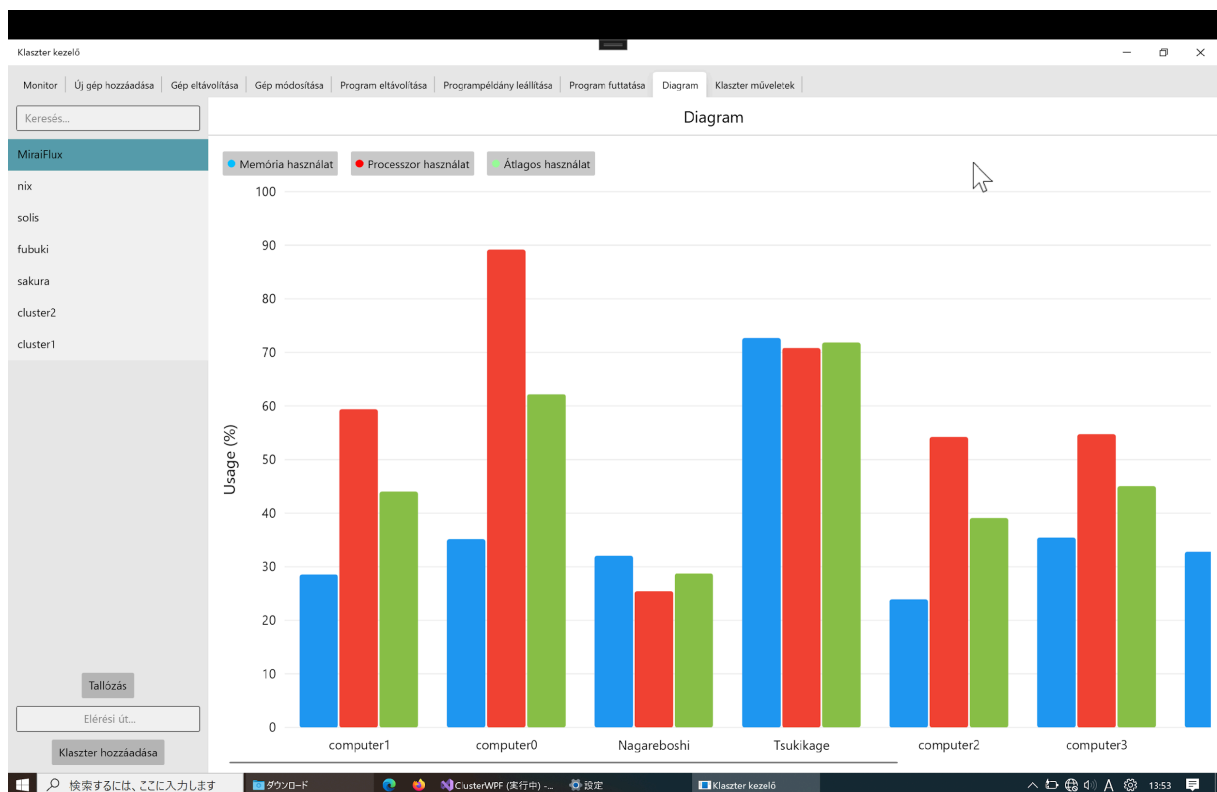 Klaszter kezelő
Monitor Új gép hozzáadása Gép eltávolítása Gép módosítása Program eltávolítása Programpéldány leállítása Program futtatása Diagram Klaszter műveletek
Keresés...
MiraiFlux
nix
solis
fubuki
sakura
cluster2
cluster1
Tallózás
Elérési út...
Klaszter hozzáadása
Diagram
Memória használat Processzor használat Átlagos használat
Usage (%)
100
90
80
70
60
50
40
30
20
10
0
computer1 computer0 Nagareboshi Tsukikage computer2 computer3
検索するには、ここに入力します ダウンロード ClusterWPF (実行中) -... 設定 Klaszter kezelő A 13:53